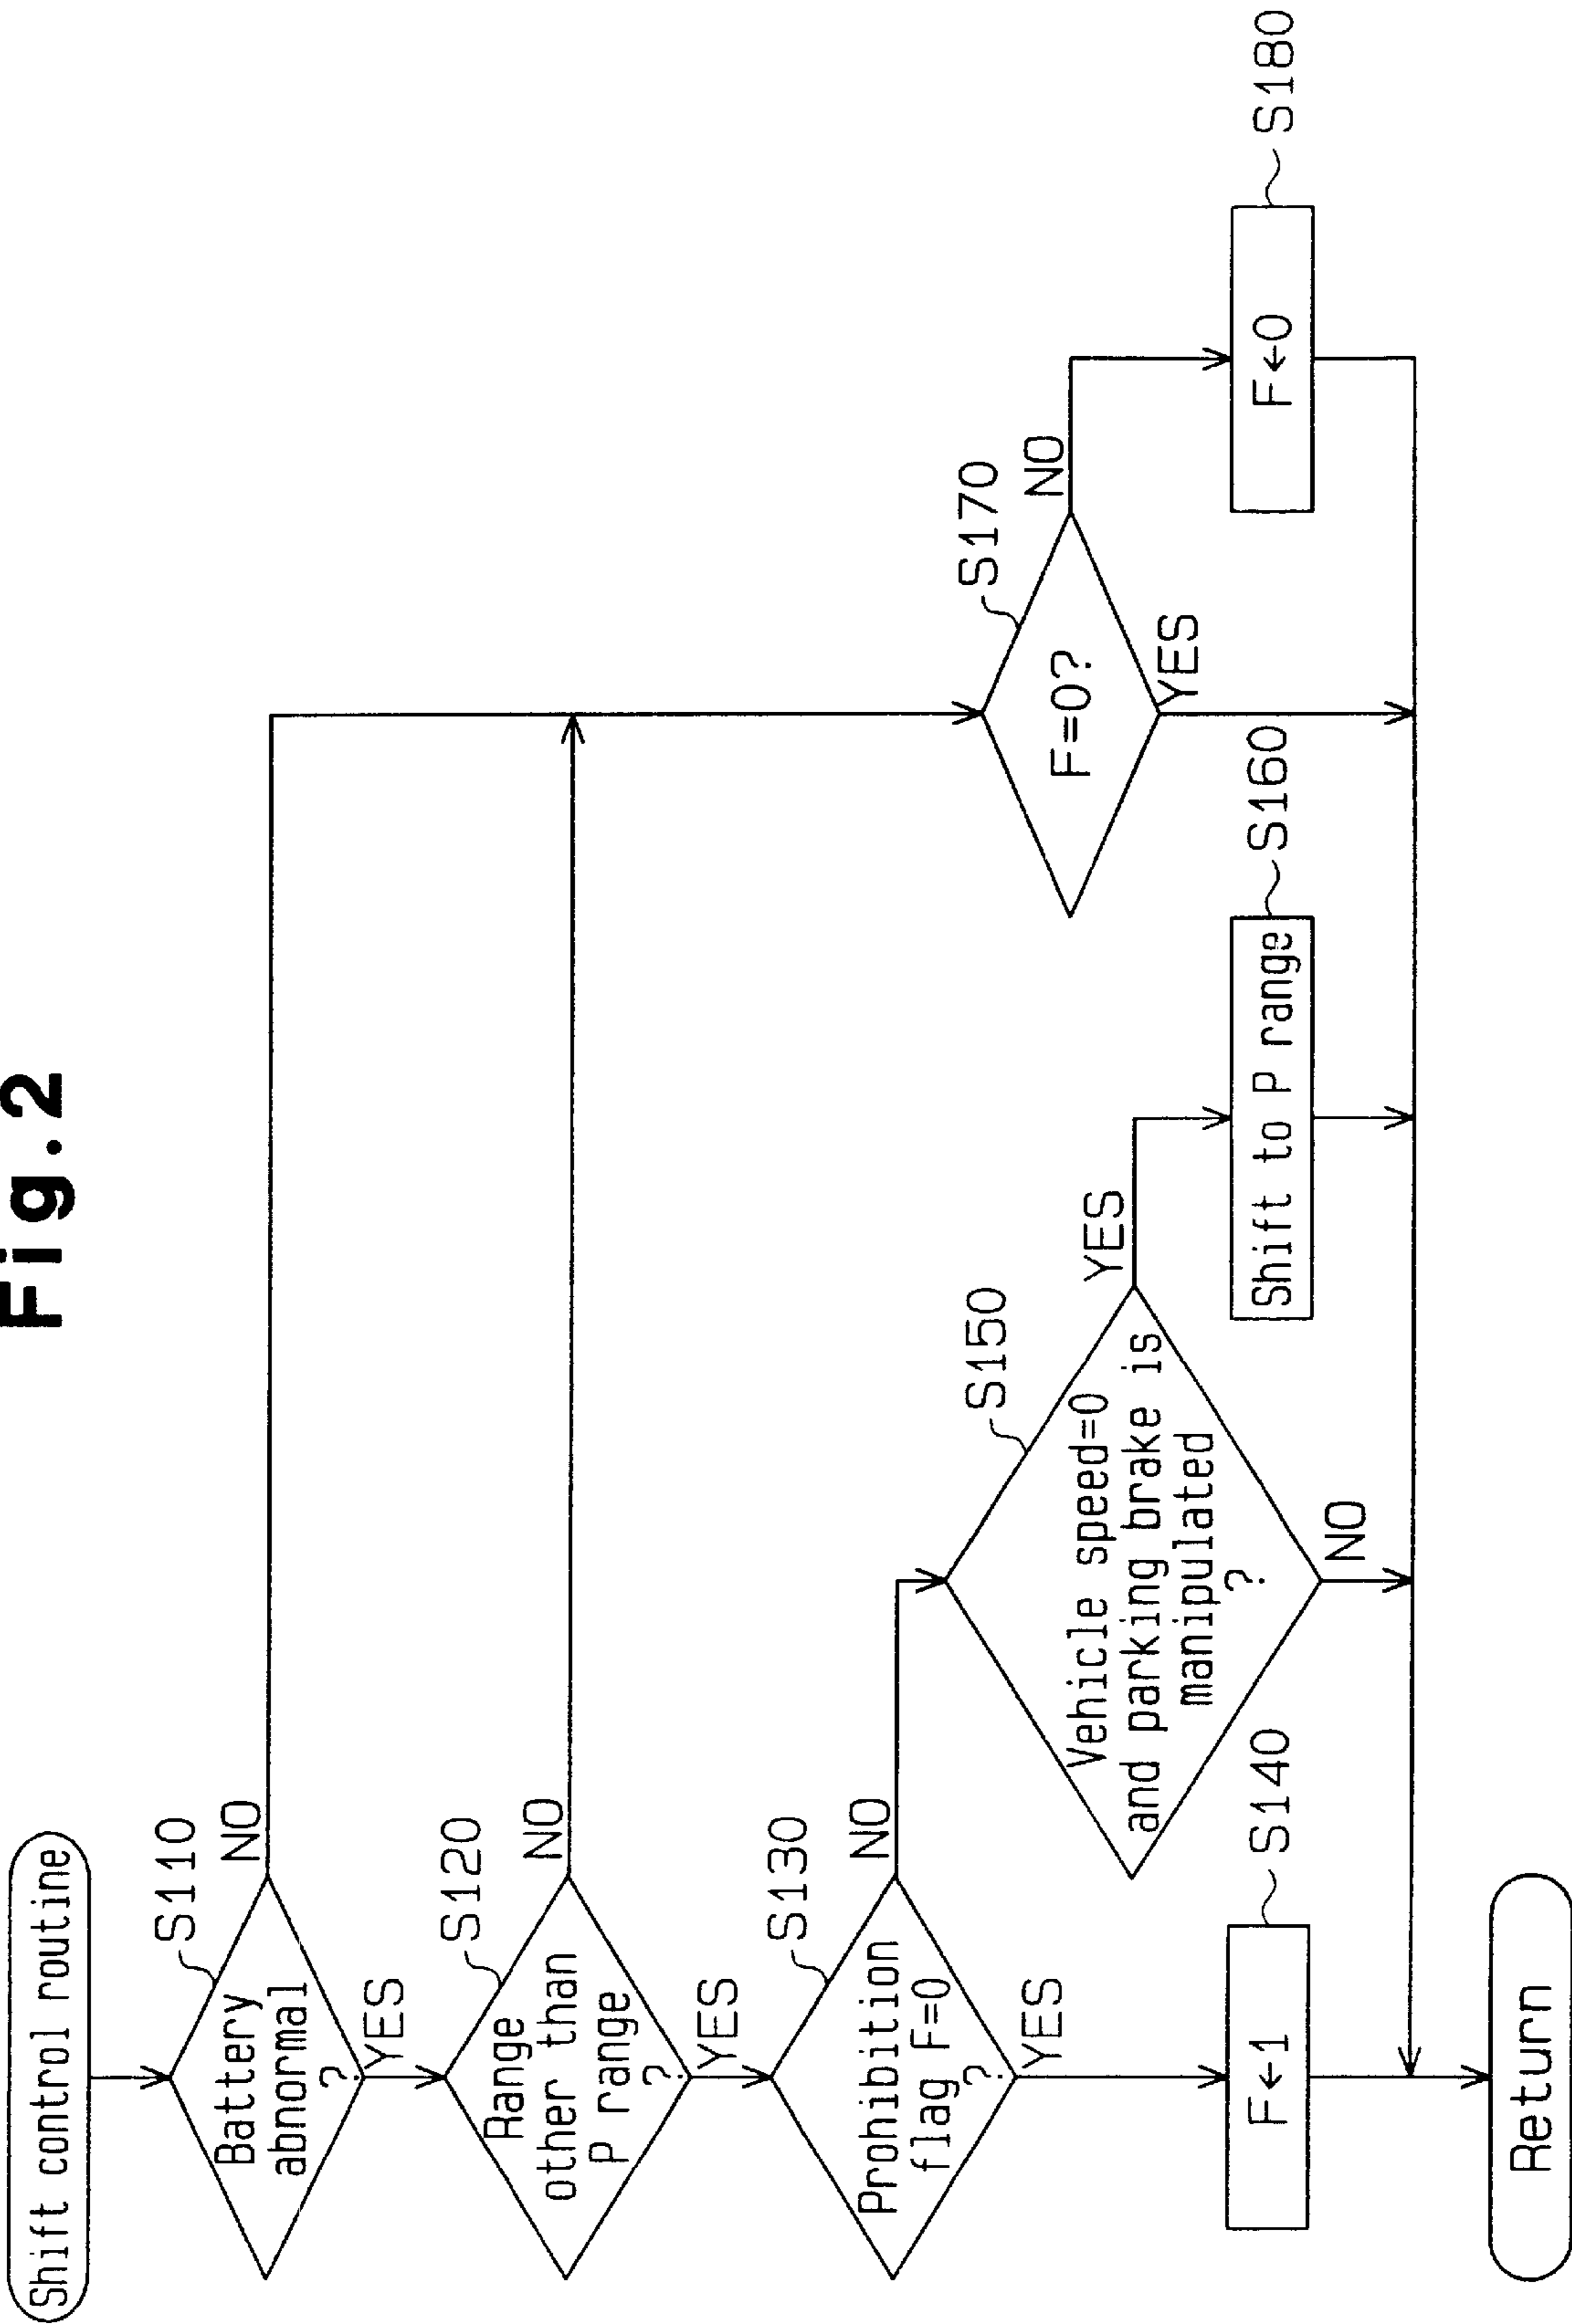 Fig.2
Shift control routine
S110
Battery
abnormal
?
NO
YES
S120
Range
other than
P range
?
NO
YES
S130
Prohibition
flag F=0
?
NO
YES
S140
F←1
S150
Vehicle speed=0
and parking brake is
manipulated
?
YES
NO
S160
Shift to P range
S170
F=0?
NO
YES
S180
F←0
Return